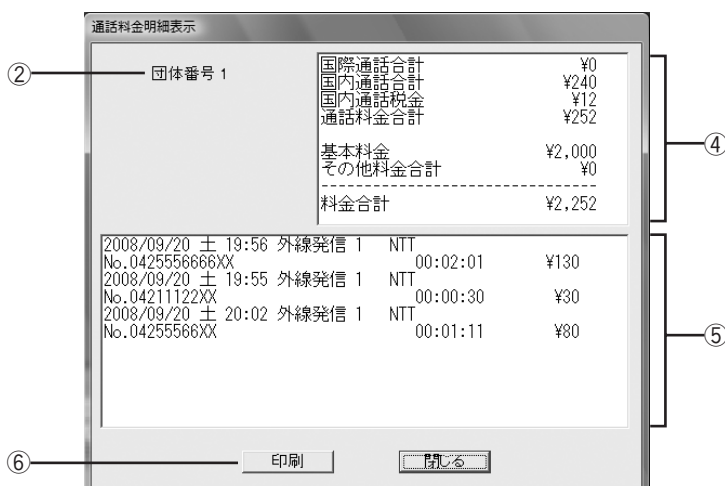 通話料金明細表示
② 団体番号 1
国際通話合計 ¥0
国内通話合計 ¥240
国内通話税金 ¥12
通話料金合計 ¥252
基本料金 ¥2,000
その他料金合計 ¥0
--------------------------------
料金合計 ¥2,252
④
2008/09/20 土 19:56 外線発信 1 NTT
No.0425556666XX 00:02:01 ¥130
2008/09/20 土 19:55 外線発信 1 NTT
No.04211122XX 00:00:30 ¥30
2008/09/20 土 20:02 外線発信 1 NTT
No.04255566XX 00:01:11 ¥80
⑤
⑥ 印刷 閉じる